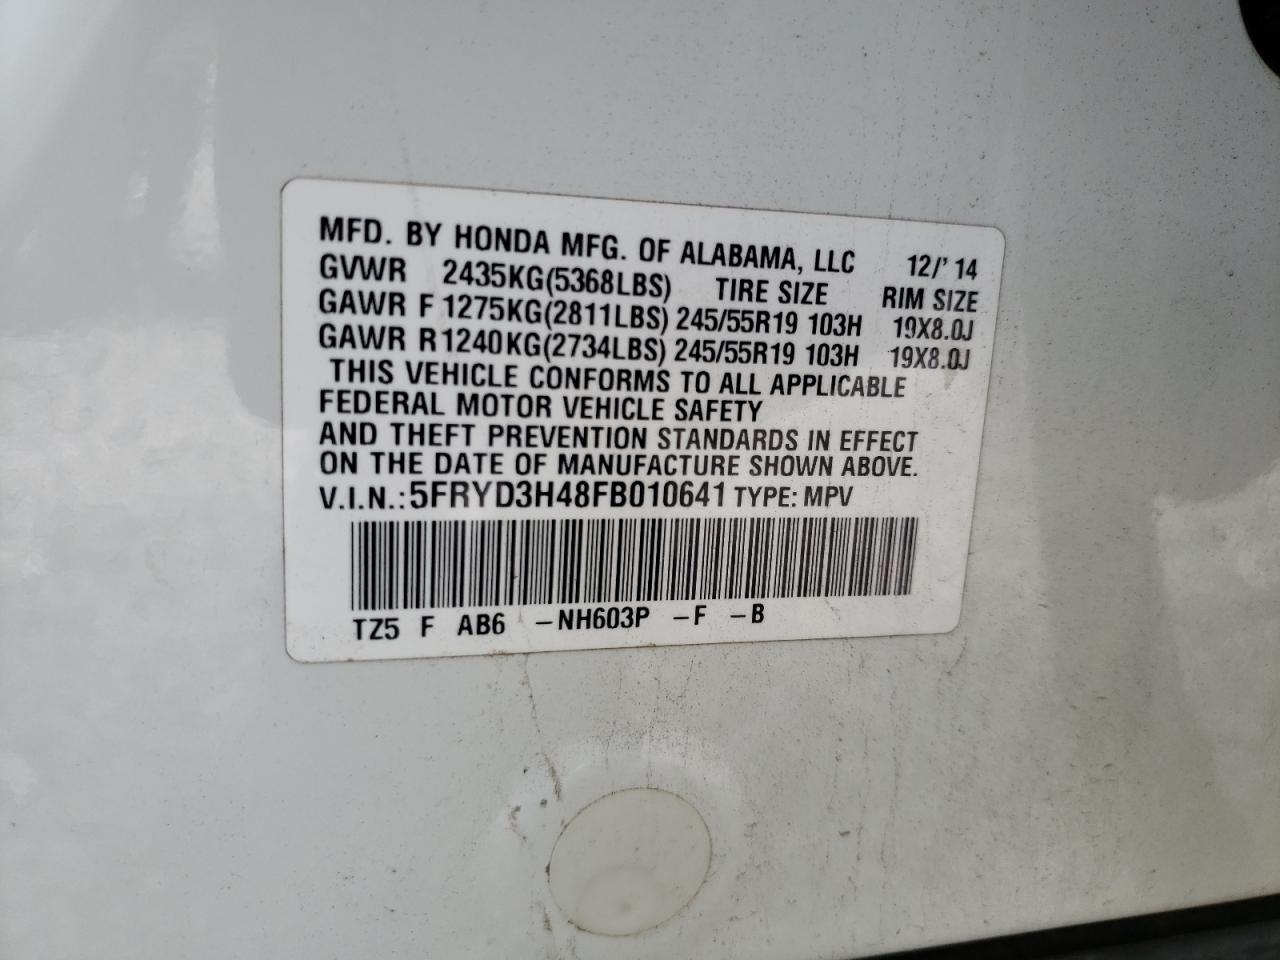 MFD. BY HONDA MFG. OF ALABAMA, LLC 12/' 14
GVWR 2435KG(5368LBS) TIRE SIZE RIM SIZE
GAWR F 1275KG(2811LBS) 245/55R19 103H 19X8.0J
GAWR R 1240KG(2734LBS) 245/55R19 103H 19X8.0J
THIS VEHICLE CONFORMS TO ALL APPLICABLE
FEDERAL MOTOR VEHICLE SAFETY
AND THEFT PREVENTION STANDARDS IN EFFECT
ON THE DATE OF MANUFACTURE SHOWN ABOVE.
V.I.N.: 5FRYD3H48FB010641 TYPE: MPV
TZ5 F AB6 –NH603P –F –B